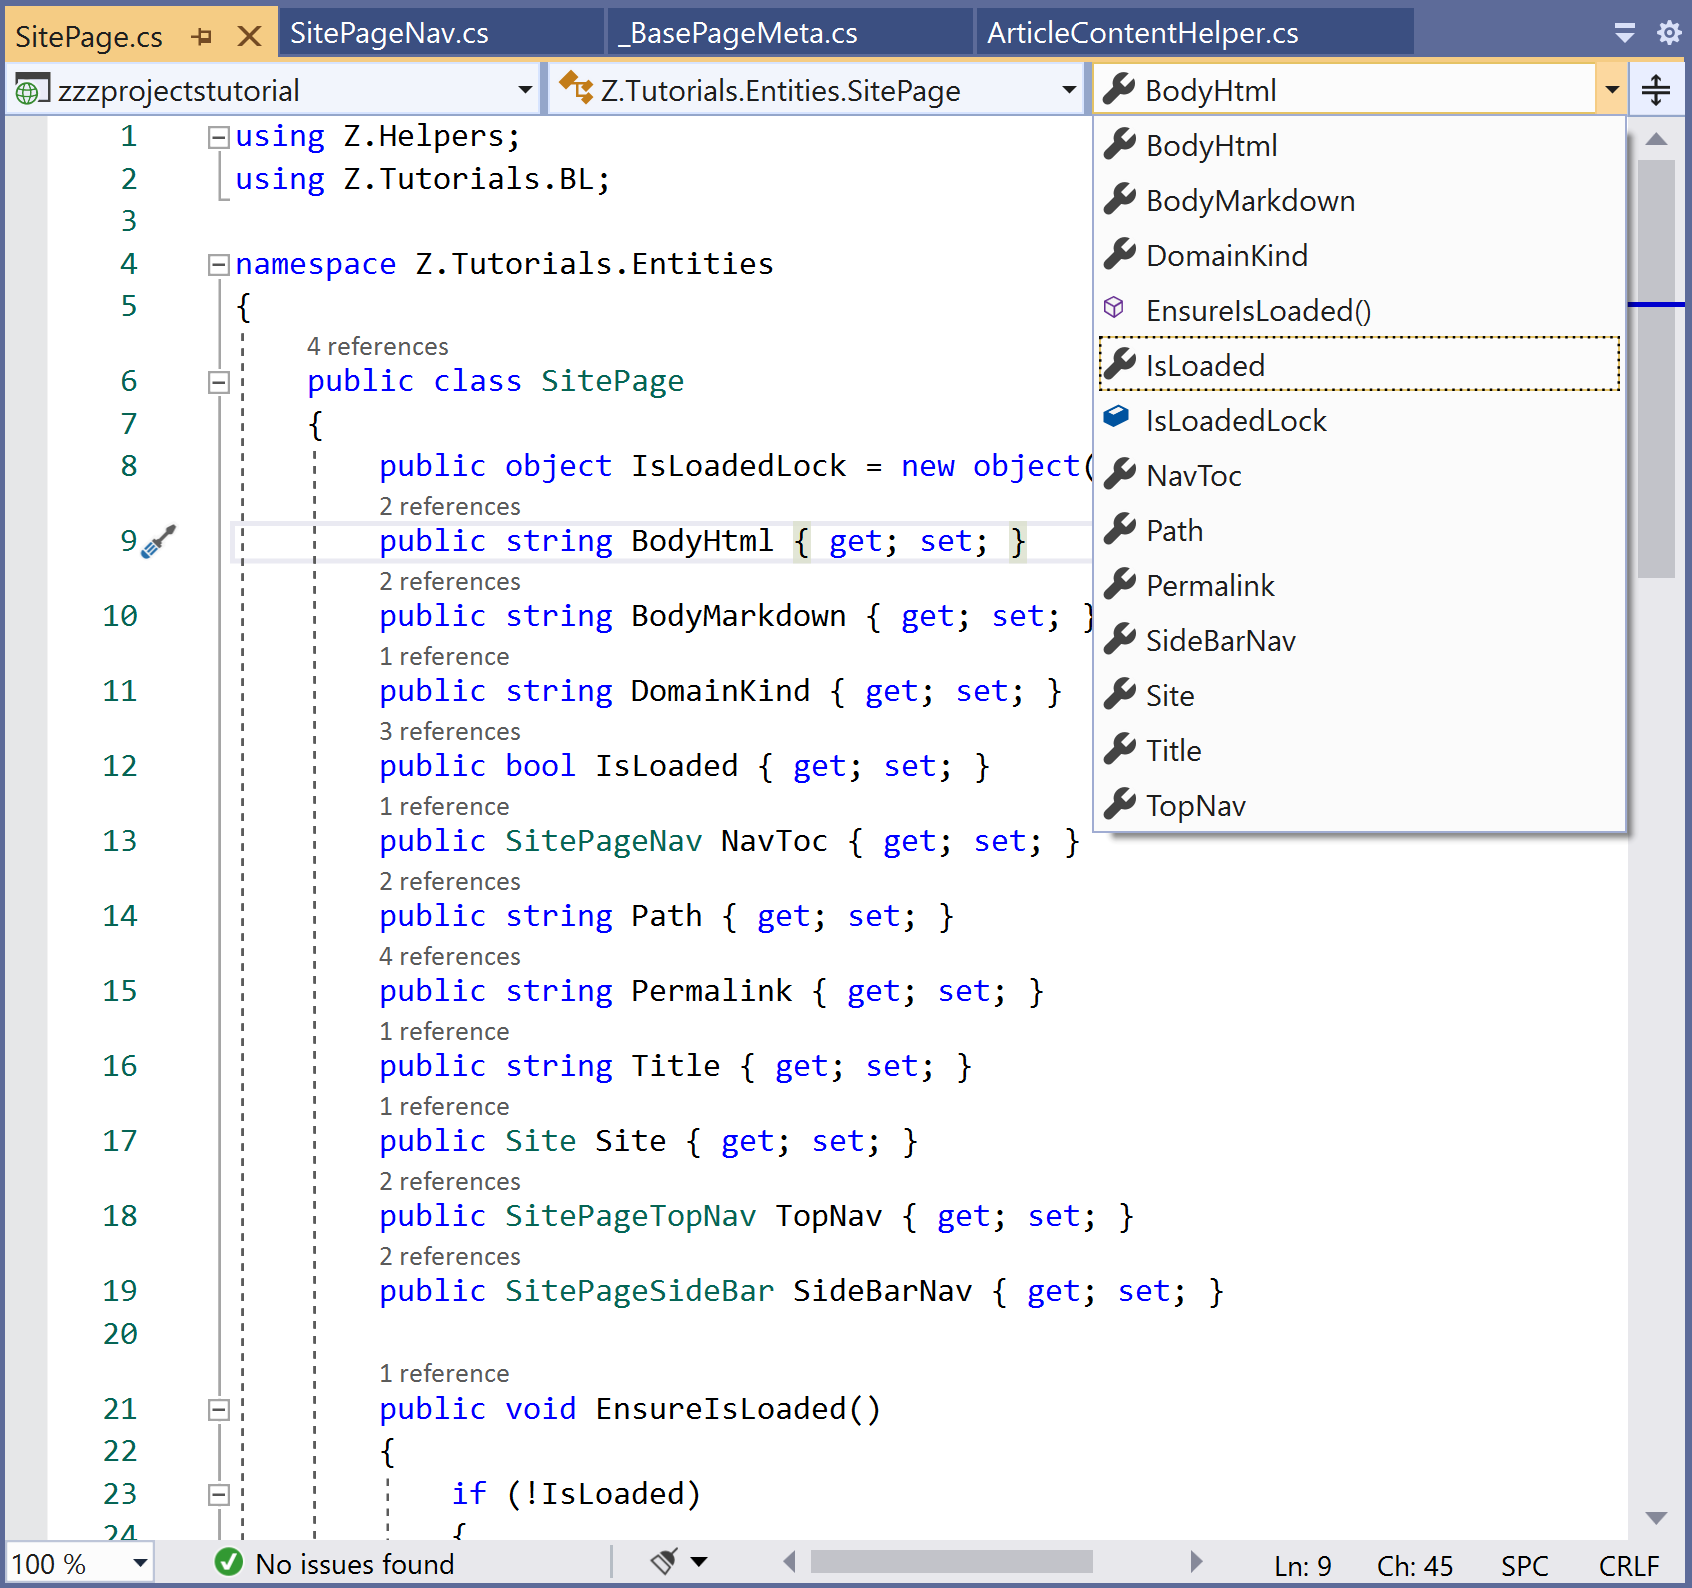 SitePage.cs SitePageNav.cs _BasePageMeta.cs ArticleContentHelper.cs
zzzprojectstutorial Z.Tutorials.Entities.SitePage BodyHtml
BodyHtml
BodyMarkdown
DomainKind
EnsureIsLoaded()
IsLoaded
IsLoadedLock
NavToc
Path
Permalink
SideBarNav
Site
Title
TopNav
1 using Z.Helpers;
2 using Z.Tutorials.BL;
3
4 namespace Z.Tutorials.Entities
5 {
4 references
6 public class SitePage
7 {
8 public object IsLoadedLock = new object(
2 references
9 public string BodyHtml { get; set; }
2 references
10 public string BodyMarkdown { get; set; }
1 reference
11 public string DomainKind { get; set; }
3 references
12 public bool IsLoaded { get; set; }
1 reference
13 public SitePageNav NavToc { get; set; }
2 references
14 public string Path { get; set; }
4 references
15 public string Permalink { get; set; }
1 reference
16 public string Title { get; set; }
1 reference
17 public Site Site { get; set; }
2 references
18 public SitePageTopNav TopNav { get; set; }
2 references
19 public SitePageSideBar SideBarNav { get; set; }
20
1 reference
21 public void EnsureIsLoaded()
22 {
23 if (!IsLoaded)
24 {
100 % No issues found Ln: 9 Ch: 45 SPC CRLF